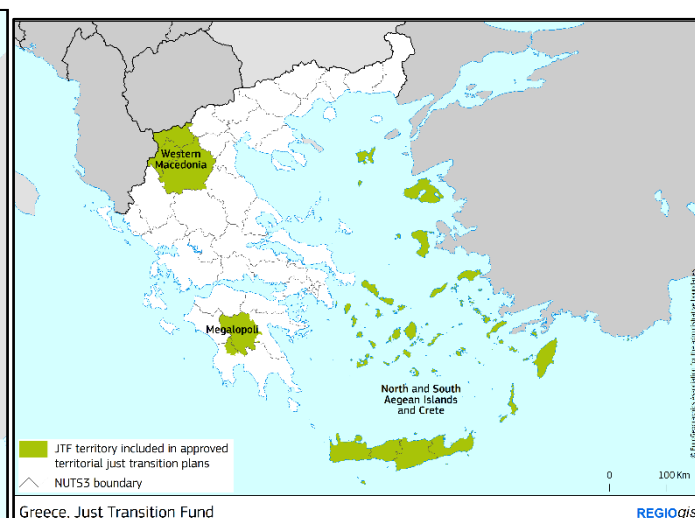 Western
Macedonia
Megalopoli
North and South
Aegean Islands
and Crete
JTF territory included in approved
territorial just transition plans
NUTS3 boundary
0 100 Km
Greece, Just Transition Fund
REGIOgis